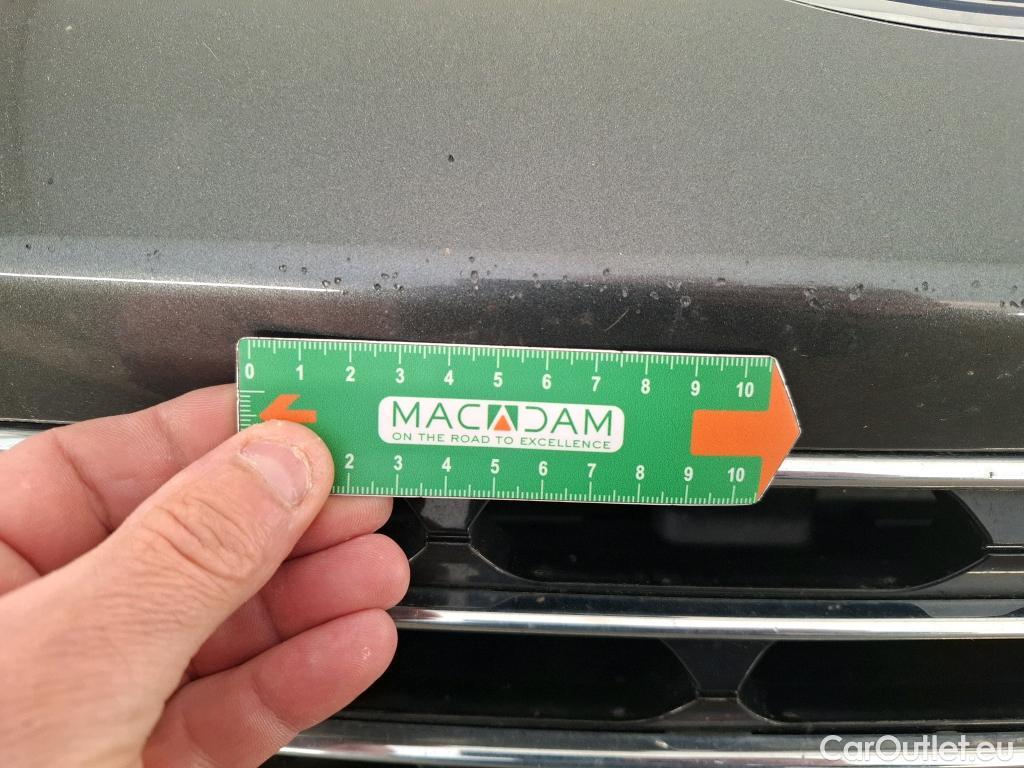 0 1 2 3 4 5 6 7 8 9 10
MACADAM
ON THE ROAD TO EXCELLENCE
2 3 4 5 6 7 8 9 10
CarOutlet.eu